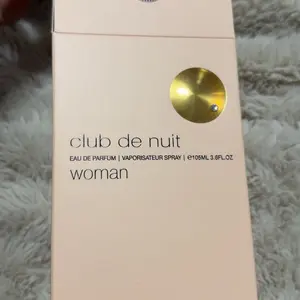 club de nuit
EAU DE PARFUM | VAPORISATEUR SPRAY | ℮105ML 3.6FL.OZ
woman